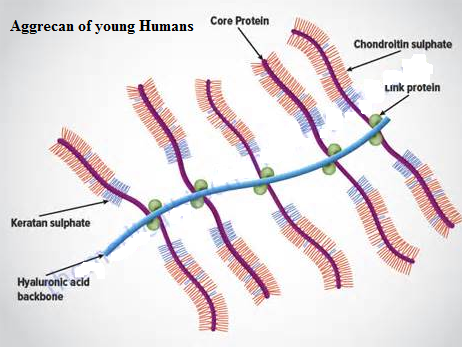 Aggrecan of young Humans
Core Protein
Chondroitin sulphate
Link protein
Keratan sulphate
Hyaluronic acid
backbone